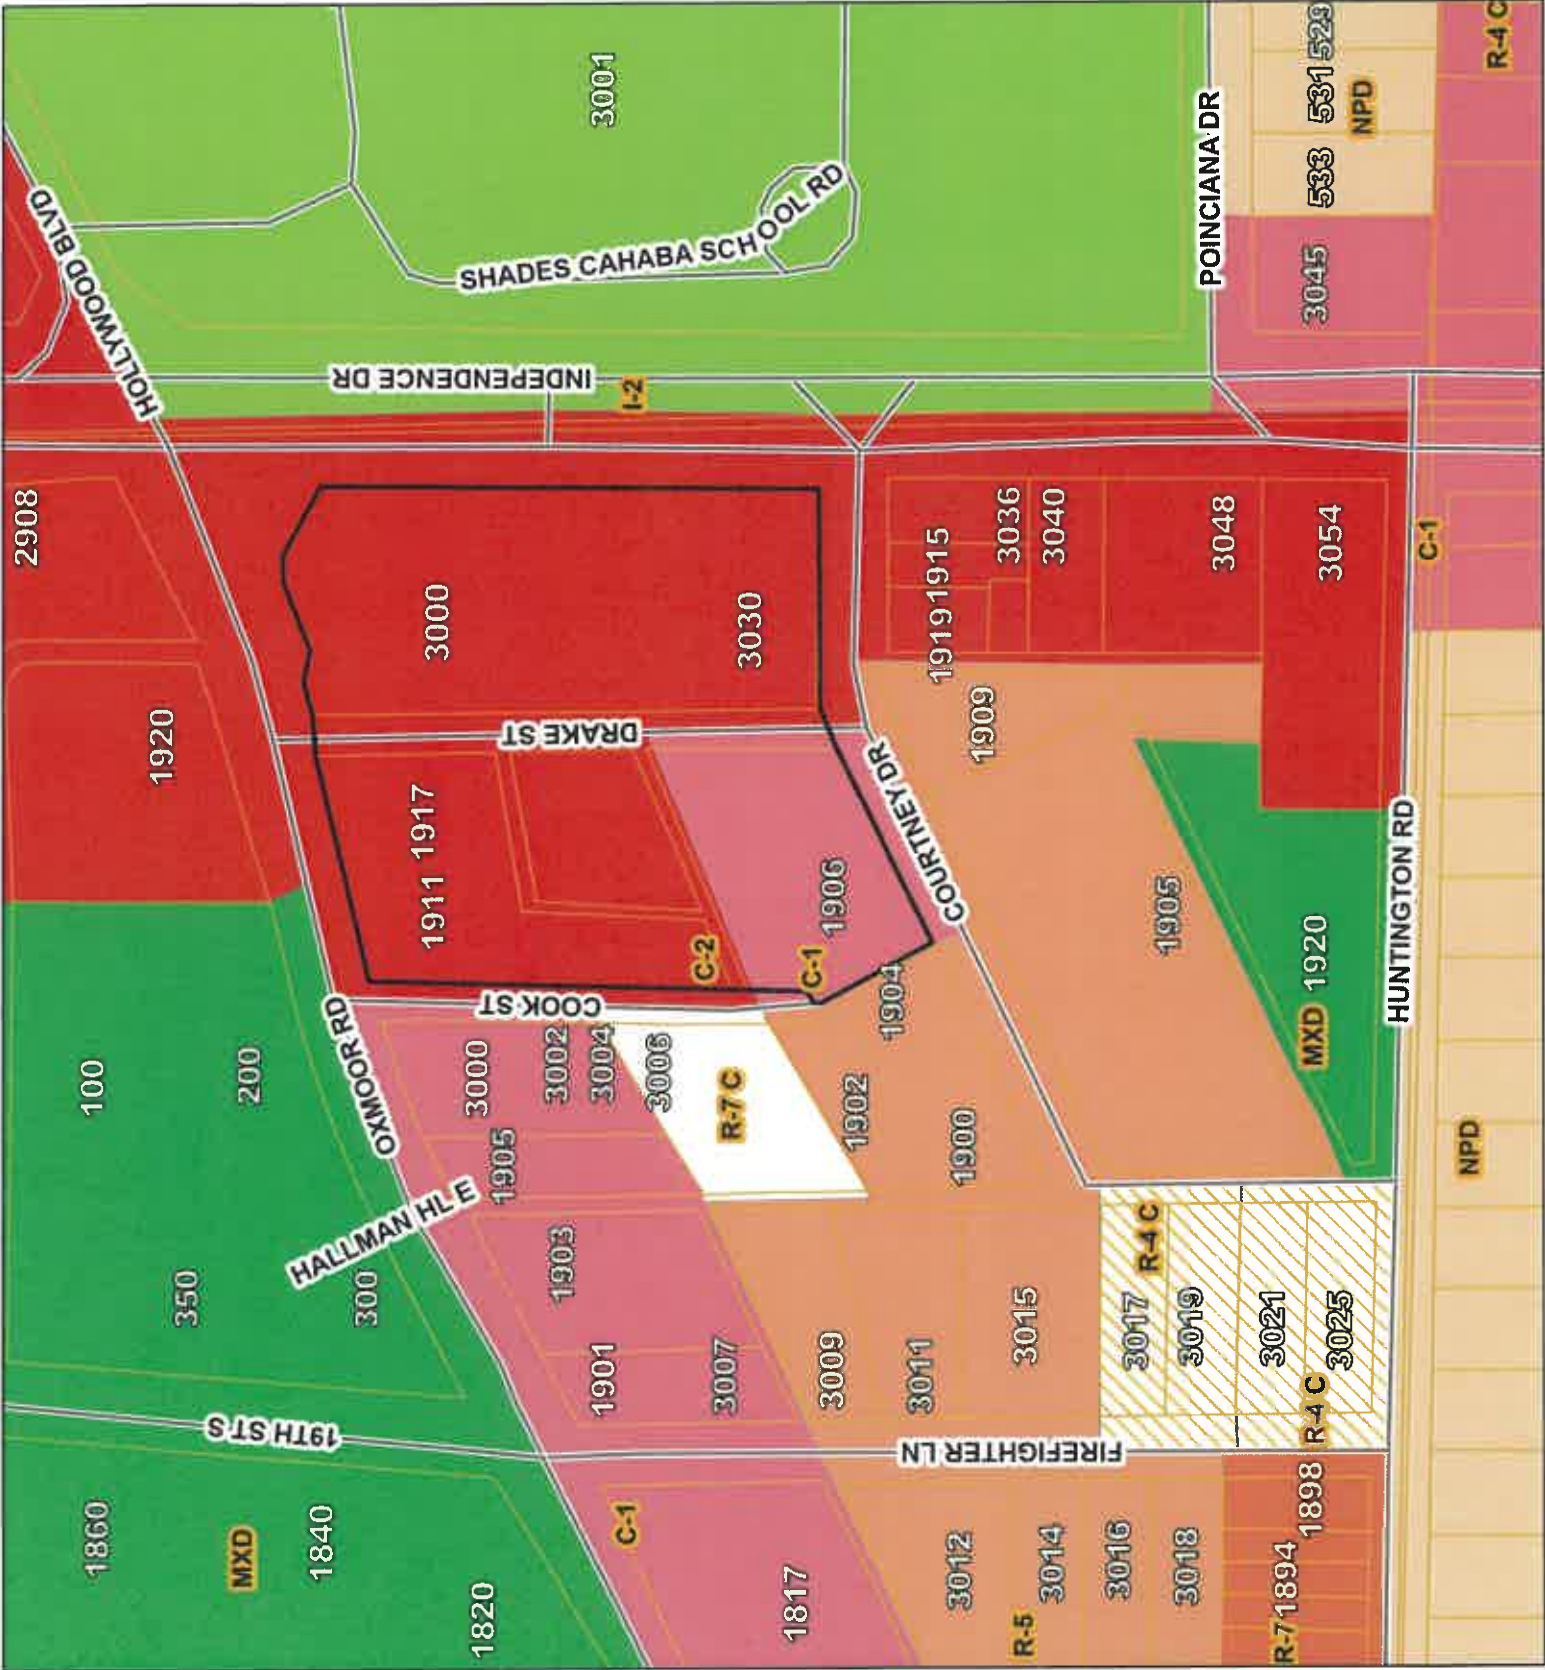 HOLLYWOOD BLVD
3001
SHADES CAHABA SCHOOL RD
POINCIANA DR
529
531
533
NPD
R-4 C
3045
INDEPENDENCE DR
I-2
2908
3000
3030
1915
1919
3036
3040
3048
3054
C-1
1920
DRAKE ST
1917
1911
1906
C-2
C-1
COURTNEY DR
1909
1905
MXD 1920
HUNTINGTON RD
100
200
OXMOOR RD
COOK ST
3000
3002
3004
3006
R-7 C
1904
1902
1900
1905
HALLMAN HL E
350
300
1903
1901
3007
3009
3011
3015
R-4 C
3017
3019
3021
3025
R-4 C
NPD
19TH ST S
FIREFIGHTER LN
1860
MXD
1840
1820
C-1
1817
3012
3014
3016
3018
R-5
R-7
1894
1898